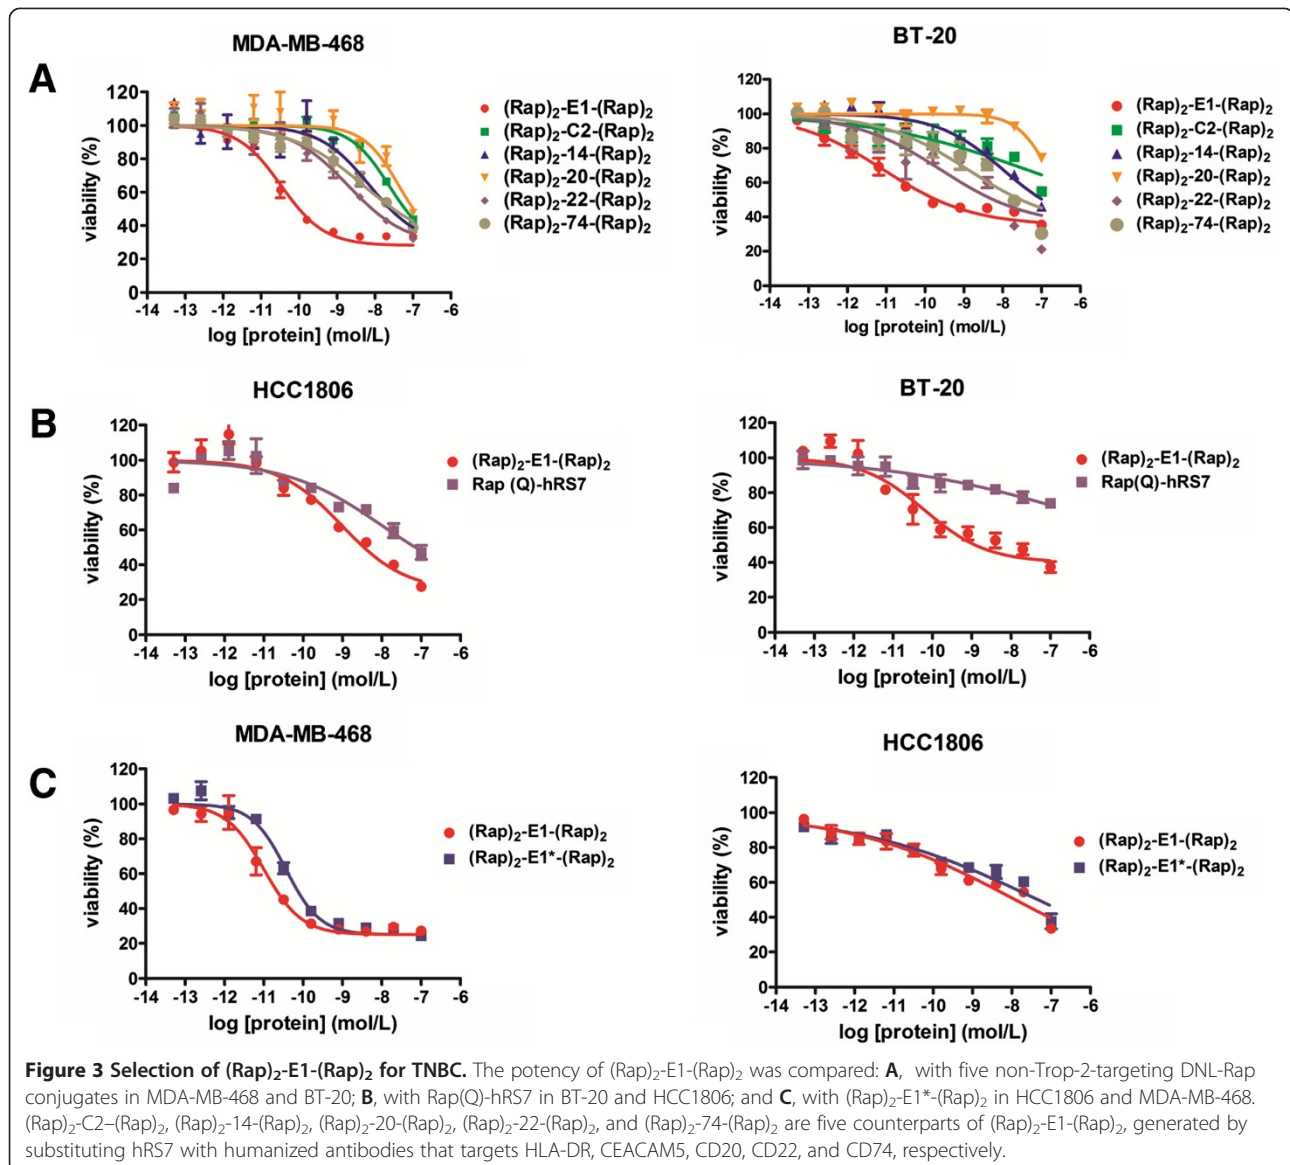 A
MDA-MB-468
viability (%)
120
100
80
60
40
20
0
-14 -13 -12 -11 -10 -9 -8 -7 -6
log [protein] (mol/L)
(Rap)2-E1-(Rap)2
(Rap)2-C2-(Rap)2
(Rap)2-14-(Rap)2
(Rap)2-20-(Rap)2
(Rap)2-22-(Rap)2
(Rap)2-74-(Rap)2
BT-20
viability (%)
120
100
80
60
40
20
0
-14 -13 -12 -11 -10 -9 -8 -7 -6
log [protein] (mol/L)
(Rap)2-E1-(Rap)2
(Rap)2-C2-(Rap)2
(Rap)2-14-(Rap)2
(Rap)2-20-(Rap)2
(Rap)2-22-(Rap)2
(Rap)2-74-(Rap)2
B
HCC1806
viability (%)
120
100
80
60
40
20
0
-14 -13 -12 -11 -10 -9 -8 -7 -6
log [protein] (mol/L)
(Rap)2-E1-(Rap)2
Rap (Q)-hRS7
BT-20
viability (%)
120
100
80
60
40
20
0
-14 -13 -12 -11 -10 -9 -8 -7 -6
log [protein] (mol/L)
(Rap)2-E1-(Rap)2
Rap(Q)-hRS7
C
MDA-MB-468
viability (%)
120
100
80
60
40
20
0
-14 -13 -12 -11 -10 -9 -8 -7 -6
log [protein] (mol/L)
(Rap)2-E1-(Rap)2
(Rap)2-E1*-(Rap)2
HCC1806
viability (%)
120
100
80
60
40
20
0
-14 -13 -12 -11 -10 -9 -8 -7 -6
log [protein] (mol/L)
(Rap)2-E1-(Rap)2
(Rap)2-E1*-(Rap)2
Figure 3 Selection of (Rap)2-E1-(Rap)2 for TNBC. The potency of (Rap)2-E1-(Rap)2 was compared: A, with five non-Trop-2-targeting DNL-Rap
conjugates in MDA-MB-468 and BT-20; B, with Rap(Q)-hRS7 in BT-20 and HCC1806; and C, with (Rap)2-E1*-(Rap)2 in HCC1806 and MDA-MB-468.
(Rap)2-C2–(Rap)2, (Rap)2-14-(Rap)2, (Rap)2-20-(Rap)2, (Rap)2-22-(Rap)2, and (Rap)2-74-(Rap)2 are five counterparts of (Rap)2-E1-(Rap)2, generated by
substituting hRS7 with humanized antibodies that targets HLA-DR, CEACAM5, CD20, CD22, and CD74, respectively.